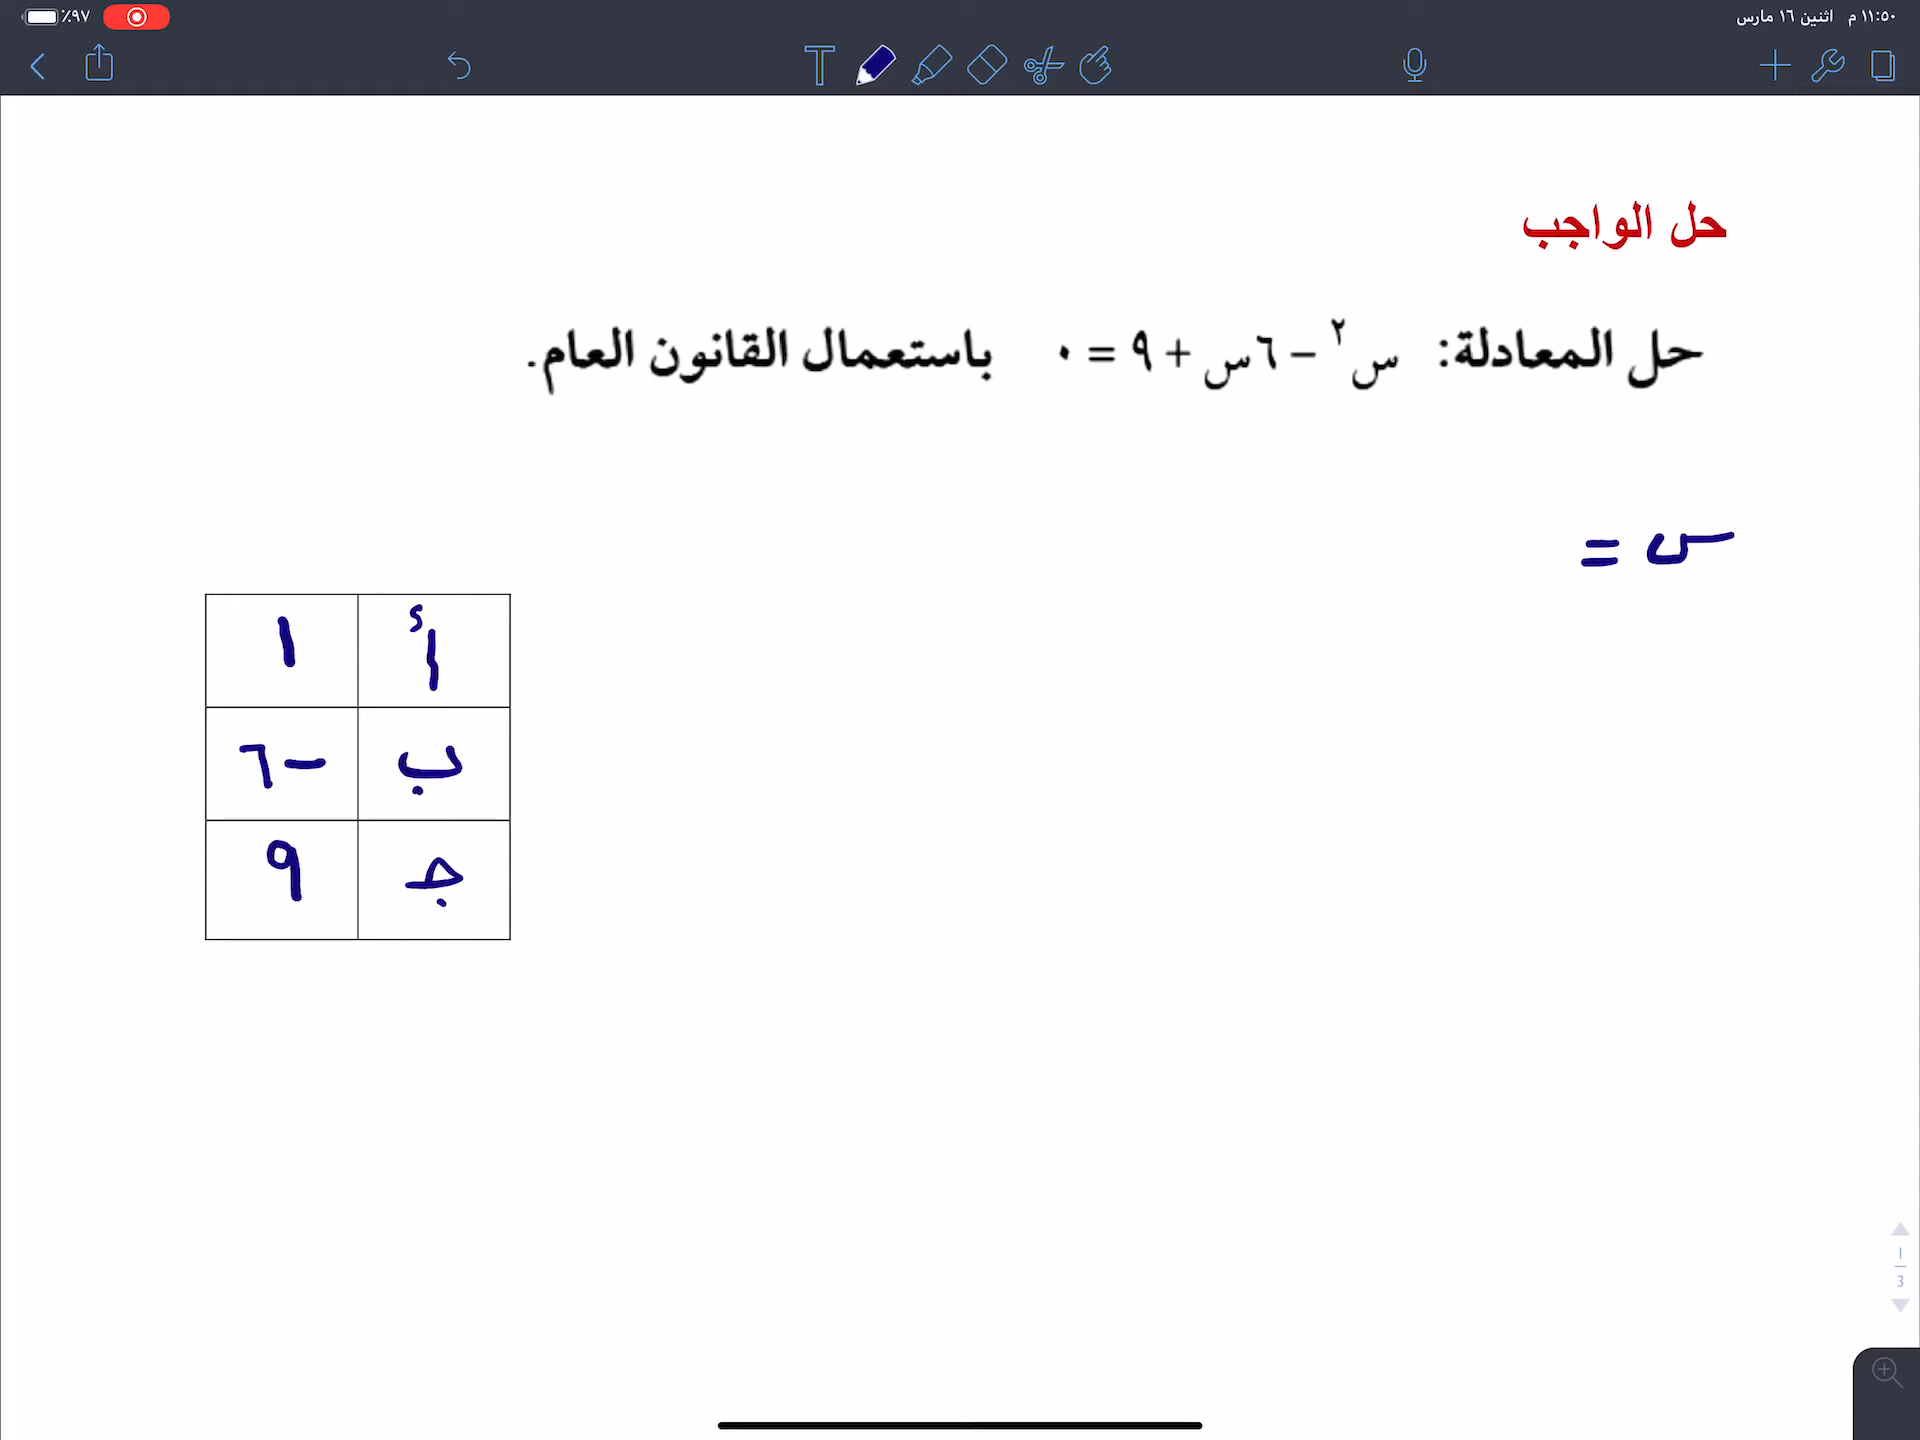 ١١:٥٠ م اثنين ١٦ مارس
٪٩٧
T
حل الواجب
حل المعادلة: س٢ − ٦س + ٩ = ٠ باستعمال القانون العام.
س =
أ ١
ب −٦
جـ ٩
1
3